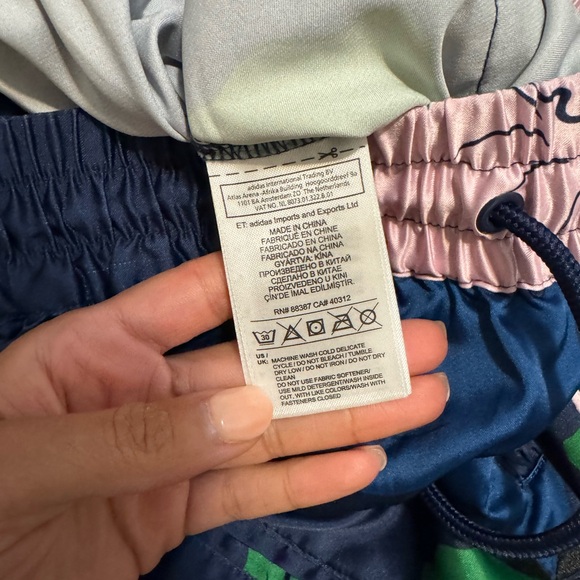 adidas International Trading BV
Atlas Arena-Afrika Building Hoogoorddreef 9a
1101 BA Amsterdam ZO The Netherlands
VAT NO. NL 8073.01.322.B.01
ET: adidas Imports and Exports Ltd
MADE IN CHINA
FABRIQUÉ EN CHINE
FABRICADO EN CHINA
GYÁRTVA: KÍNA
ПРОИЗВЕДЕНО В КИТАЙ
СДЕЛАНО В КИТАЕ
PROIZVEDENO U KINI
ÇİN'DE İMAL EDİLMİŞTİR.
RN# 88387 CA# 40312
30
US / UK: MACHINE WASH COLD DELICATE
CYCLE / DO NOT BLEACH / TUMBLE
DRY LOW / DO NOT IRON / DO NOT DRY
CLEAN
DO NOT USE FABRIC SOFTENER/
USE MILD DETERGENT/WASH INSIDE
OUT, WITH LIKE COLORS/WASH WITH
FASTENERS CLOSED